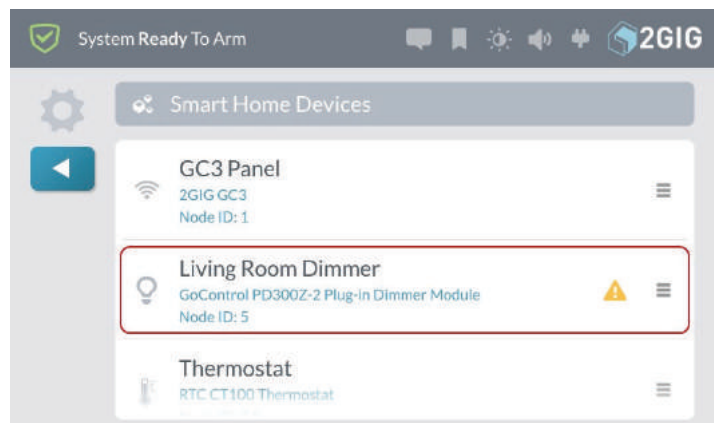 System Ready To Arm
2GIG
Smart Home Devices
GC3 Panel
2GIG GC3
Node ID: 1
Living Room Dimmer
GoControl PD300Z-2 Plug-in Dimmer Module
Node ID: 5
Thermostat
RTC CT100 Thermostat